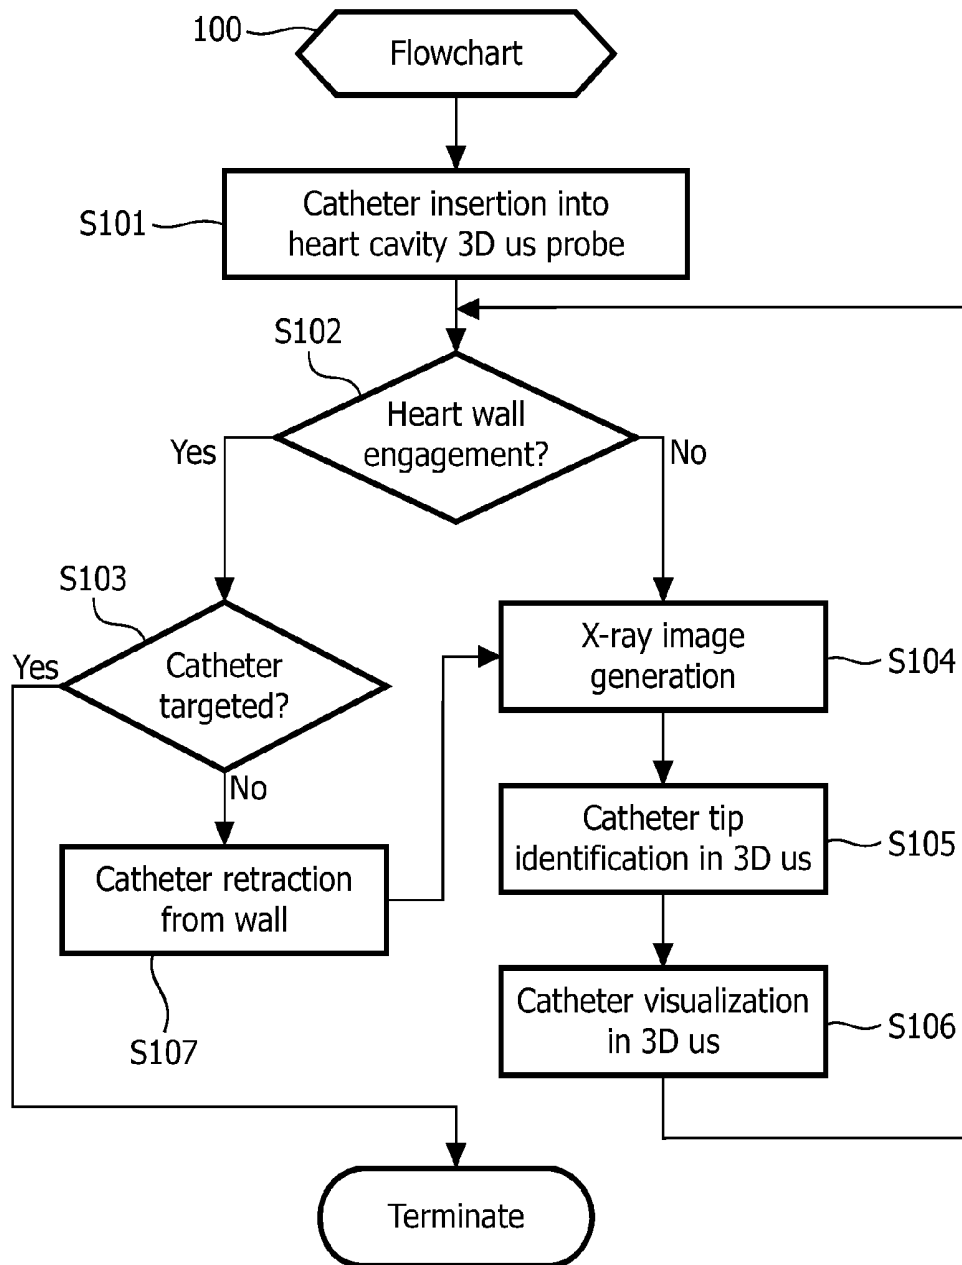 100
Flowchart
S101
Catheter insertion into
heart cavity 3D us probe
S102
Heart wall
engagement?
Yes
No
S103
Yes
Catheter
targeted?
No
X-ray image
generation
S104
Catheter tip
identification in 3D us
S105
Catheter retraction
from wall
S107
Catheter visualization
in 3D us
S106
Terminate